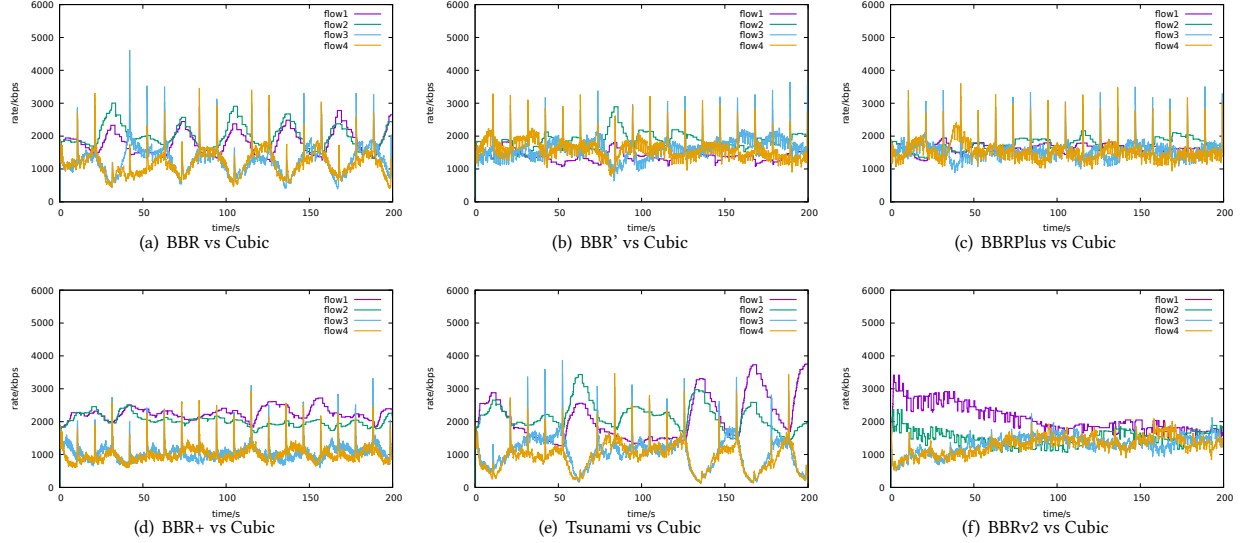 6000
5000
4000
3000
2000
1000
0
rate/kbps
flow1
flow2
flow3
flow4
0 50 100 150 200
time/s
(a) BBR vs Cubic
6000
5000
4000
3000
2000
1000
0
rate/kbps
flow1
flow2
flow3
flow4
0 50 100 150 200
time/s
(b) BBR’ vs Cubic
6000
5000
4000
3000
2000
1000
0
rate/kbps
flow1
flow2
flow3
flow4
0 50 100 150 200
time/s
(c) BBRPlus vs Cubic
6000
5000
4000
3000
2000
1000
0
rate/kbps
flow1
flow2
flow3
flow4
0 50 100 150 200
time/s
(d) BBR+ vs Cubic
6000
5000
4000
3000
2000
1000
0
rate/kbps
flow1
flow2
flow3
flow4
0 50 100 150 200
time/s
(e) Tsunami vs Cubic
6000
5000
4000
3000
2000
1000
0
rate/kbps
flow1
flow2
flow3
flow4
0 50 100 150 200
time/s
(f) BBRv2 vs Cubic